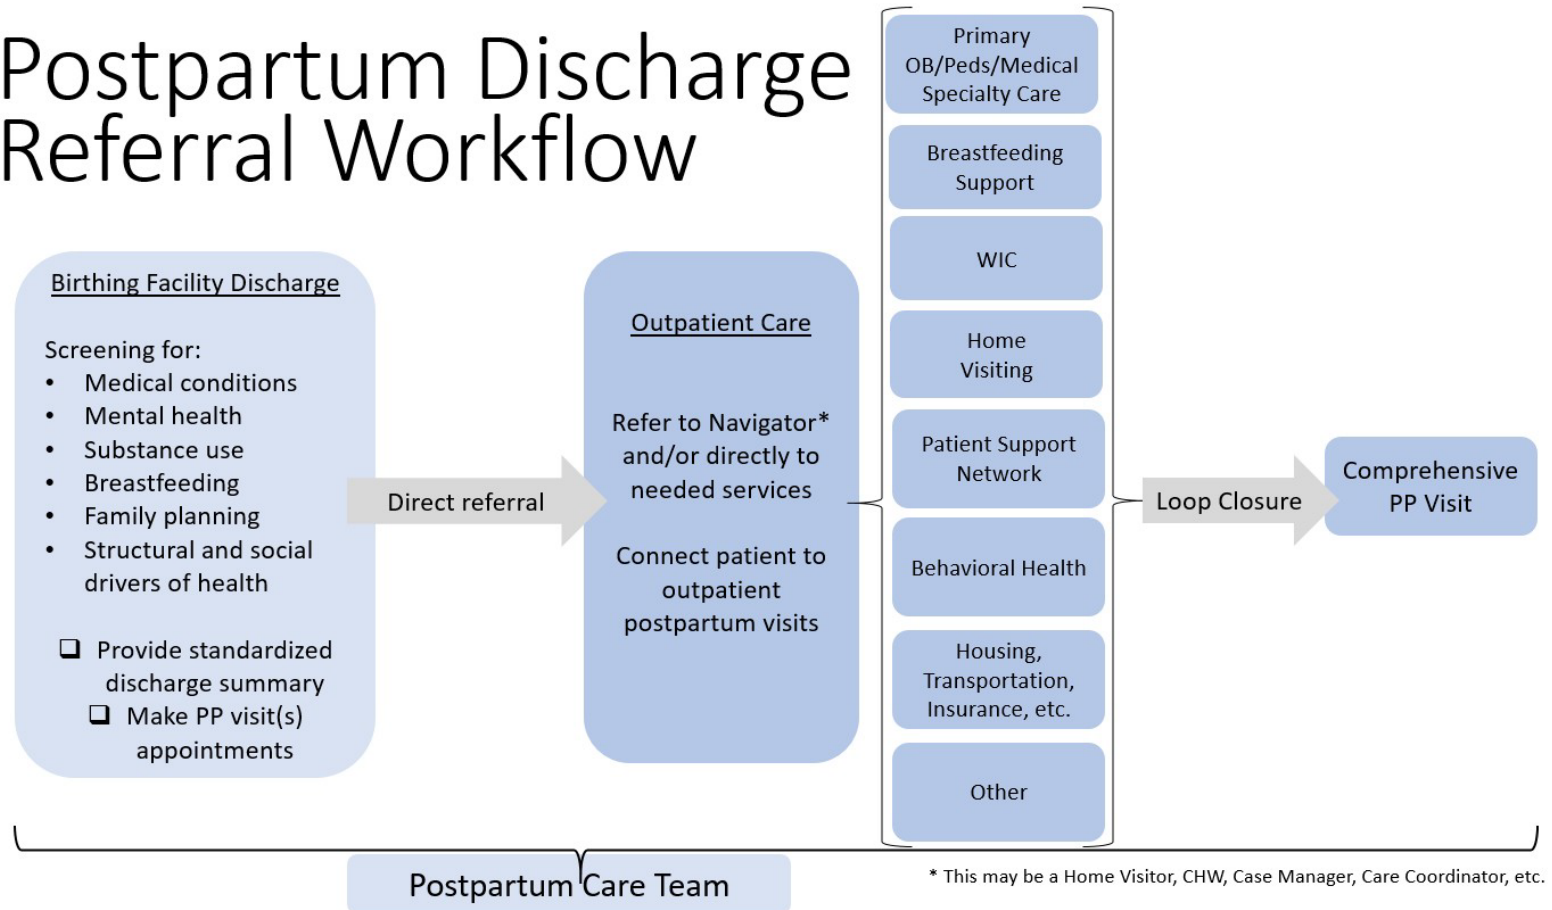 Postpartum Discharge
Referral Workflow
Birthing Facility Discharge
Screening for:
• Medical conditions
• Mental health
• Substance use
• Breastfeeding
• Family planning
• Structural and social
drivers of health
❑ Provide standardized
discharge summary
❑ Make PP visit(s)
appointments
Direct referral
Outpatient Care
Refer to Navigator*
and/or directly to
needed services
Connect patient to
outpatient
postpartum visits
Primary
OB/Peds/Medical
Specialty Care
Breastfeeding
Support
WIC
Home
Visiting
Patient Support
Network
Behavioral Health
Housing,
Transportation,
Insurance, etc.
Other
Loop Closure
Comprehensive
PP Visit
Postpartum Care Team
* This may be a Home Visitor, CHW, Case Manager, Care Coordinator, etc.